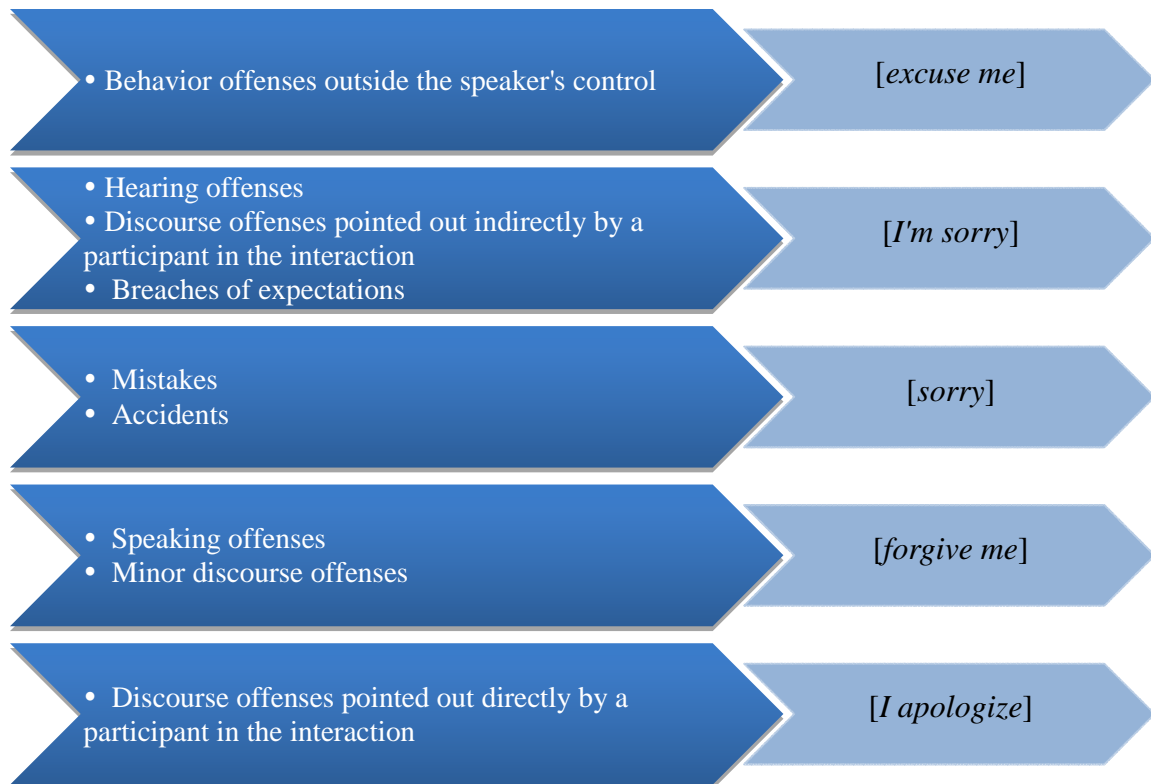 • Behavior offenses outside the speaker's control
[excuse me]
• Hearing offenses
• Discourse offenses pointed out indirectly by a
participant in the interaction
• Breaches of expectations
[I'm sorry]
• Mistakes
• Accidents
[sorry]
• Speaking offenses
• Minor discourse offenses
[forgive me]
• Discourse offenses pointed out directly by a
participant in the interaction
[I apologize]